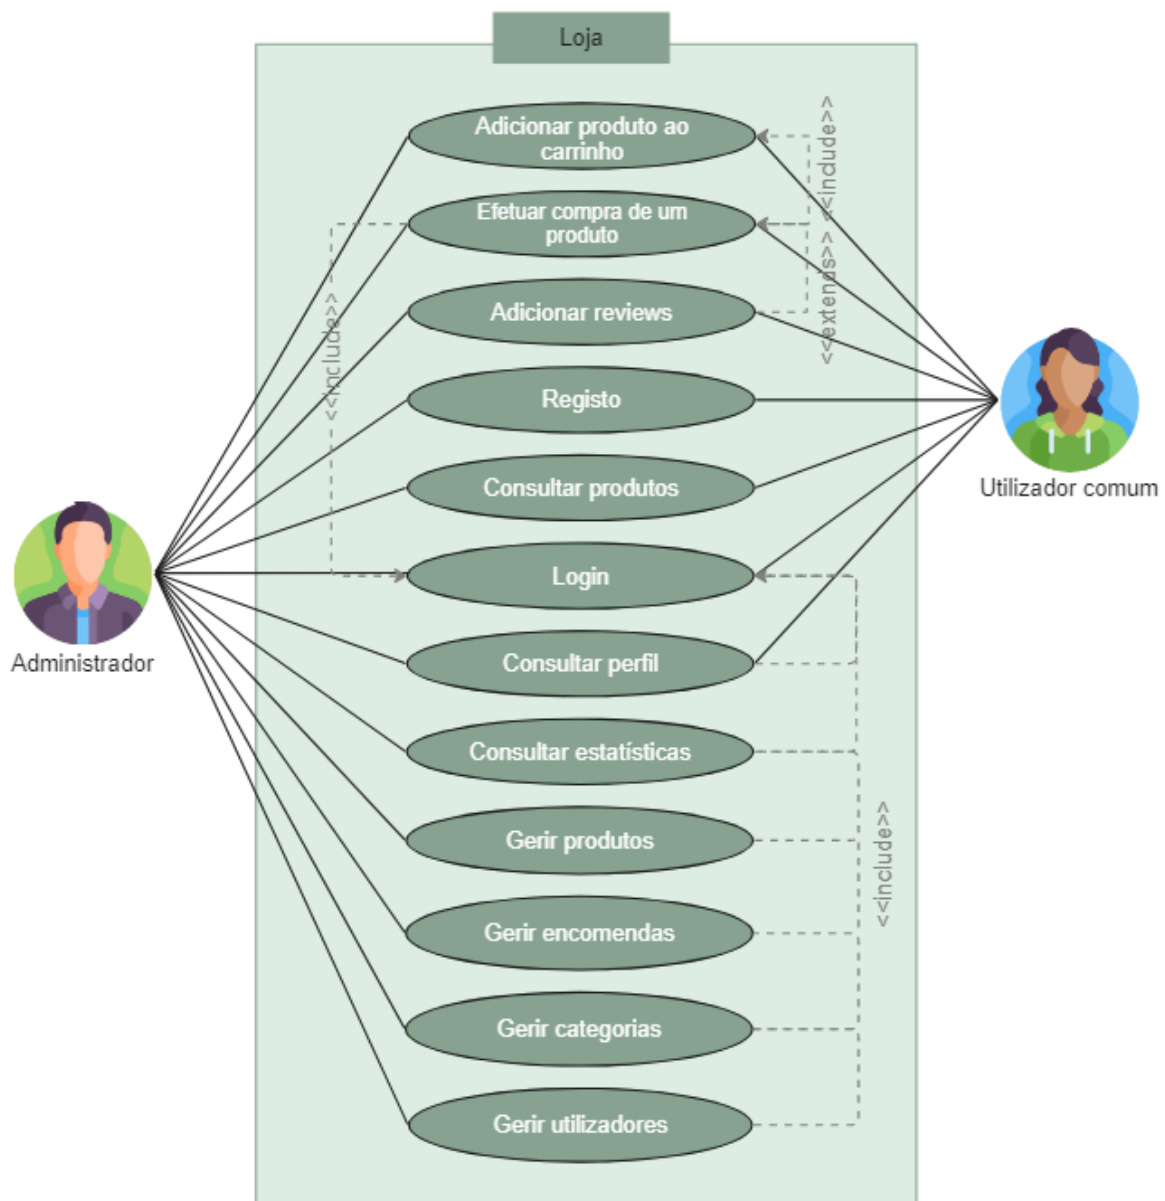 Loja
Adicionar produto ao
carrinho
<<include>>
Efetuar compra de um
produto
<<extenas>>
Adicionar reviews
<<include>>
Registo
Consultar produtos
Utilizador comum
Login
Administrador
Consultar perfil
Consultar estatísticas
Gerir produtos
<<include>>
Gerir encomendas
Gerir categorias
Gerir utilizadores